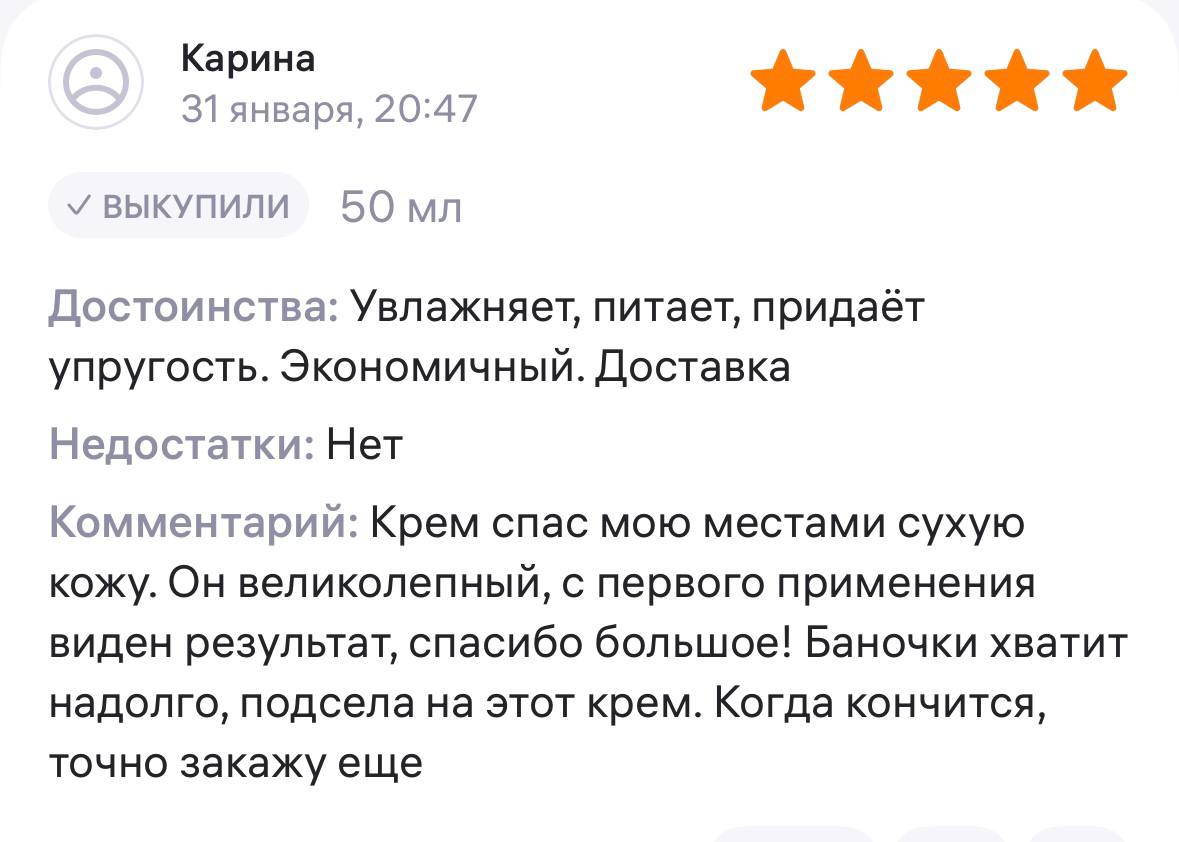 Карина
31 января, 20:47
ВЫКУПИЛИ 50 мл
Достоинства: Увлажняет, питает, придаёт
упругость. Экономичный. Доставка
Недостатки: Нет
Комментарий: Крем спас мою местами сухую
кожу. Он великолепный, с первого применения
виден результат, спасибо большое! Баночки хватит
надолго, подсела на этот крем. Когда кончится,
точно закажу еще